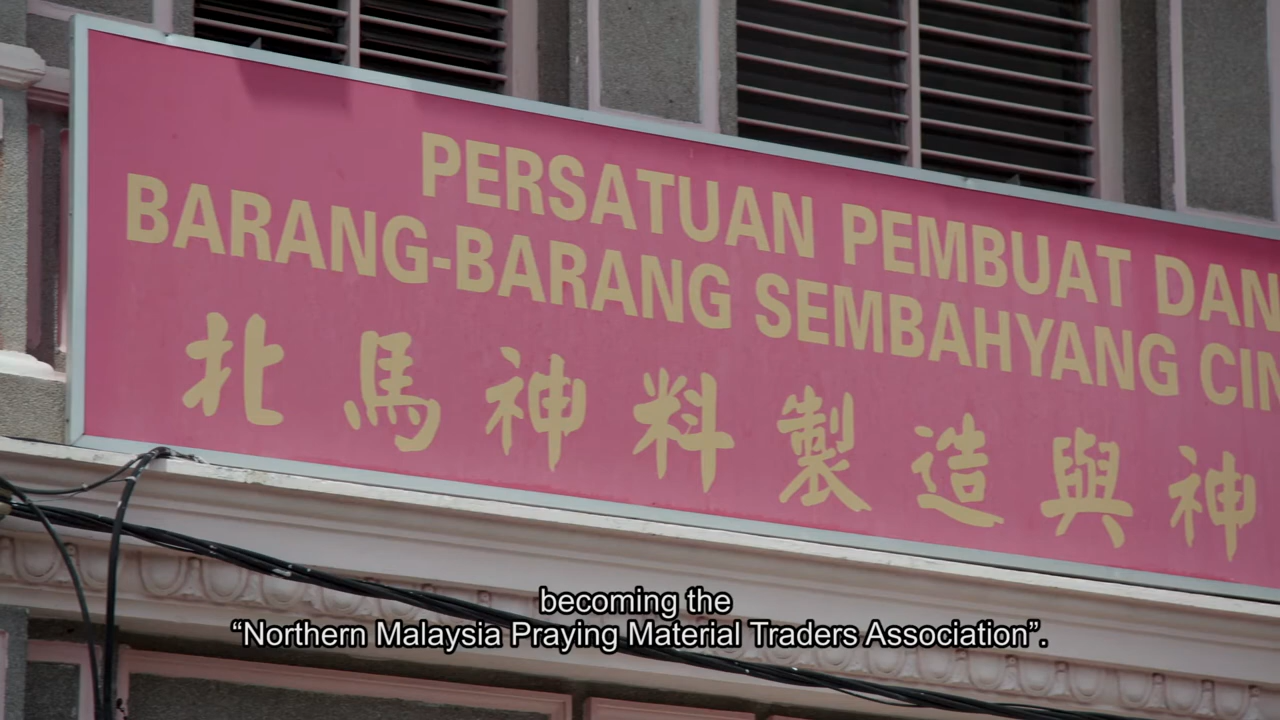 PERSATUAN PEMBUAT DAN
BARANG-BARANG SEMBAHYANG
北馬神料製造與神
becoming the
“Northern Malaysia Praying Material Traders Association”.